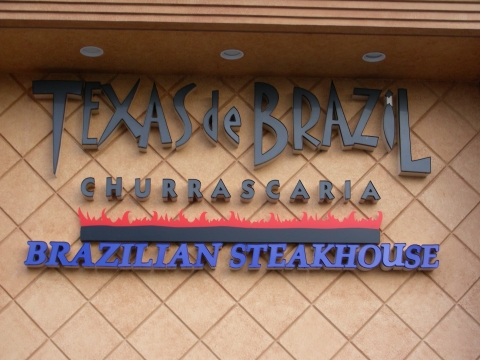 TEXAS de BRAZIL
CHURRASCARIA
BRAZILIAN STEAKHOUSE